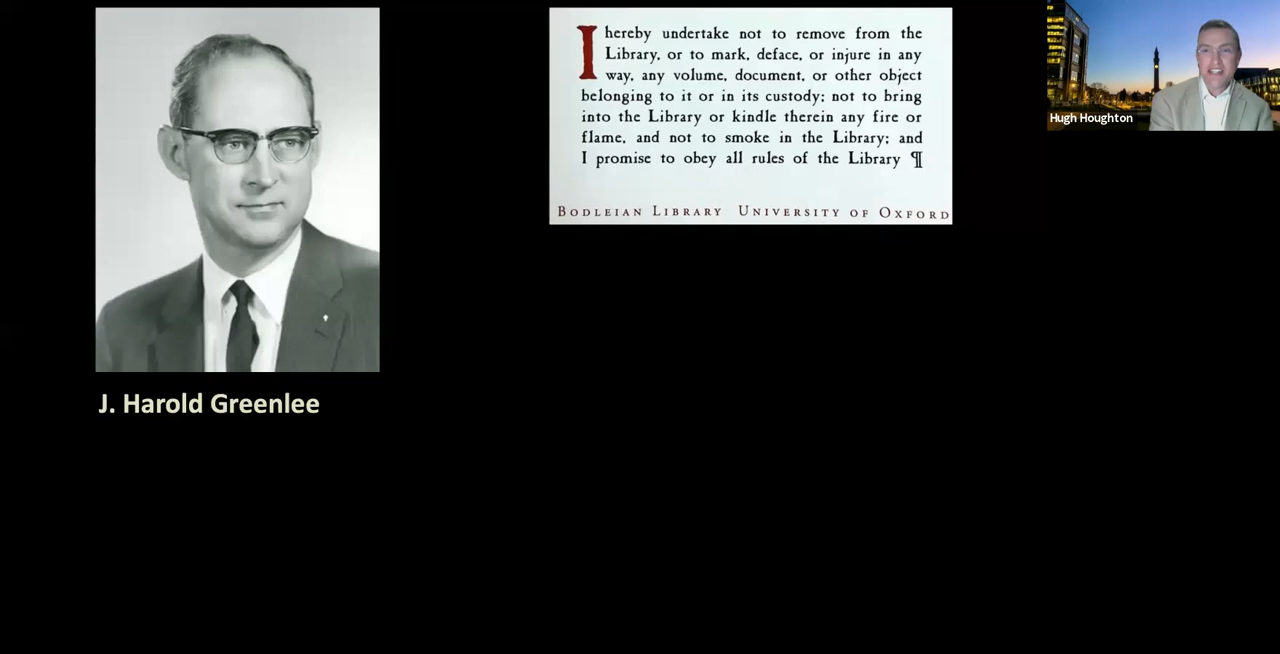 I hereby undertake not to remove from the
Library, or to mark, deface, or injure in any
way, any volume, document, or other object
belonging to it or in its custody; not to bring
into the Library or kindle therein any fire or
flame, and not to smoke in the Library; and
I promise to obey all rules of the Library ¶
BODLEIAN LIBRARY UNIVERSITY OF OXFORD
Hugh Houghton
J. Harold Greenlee